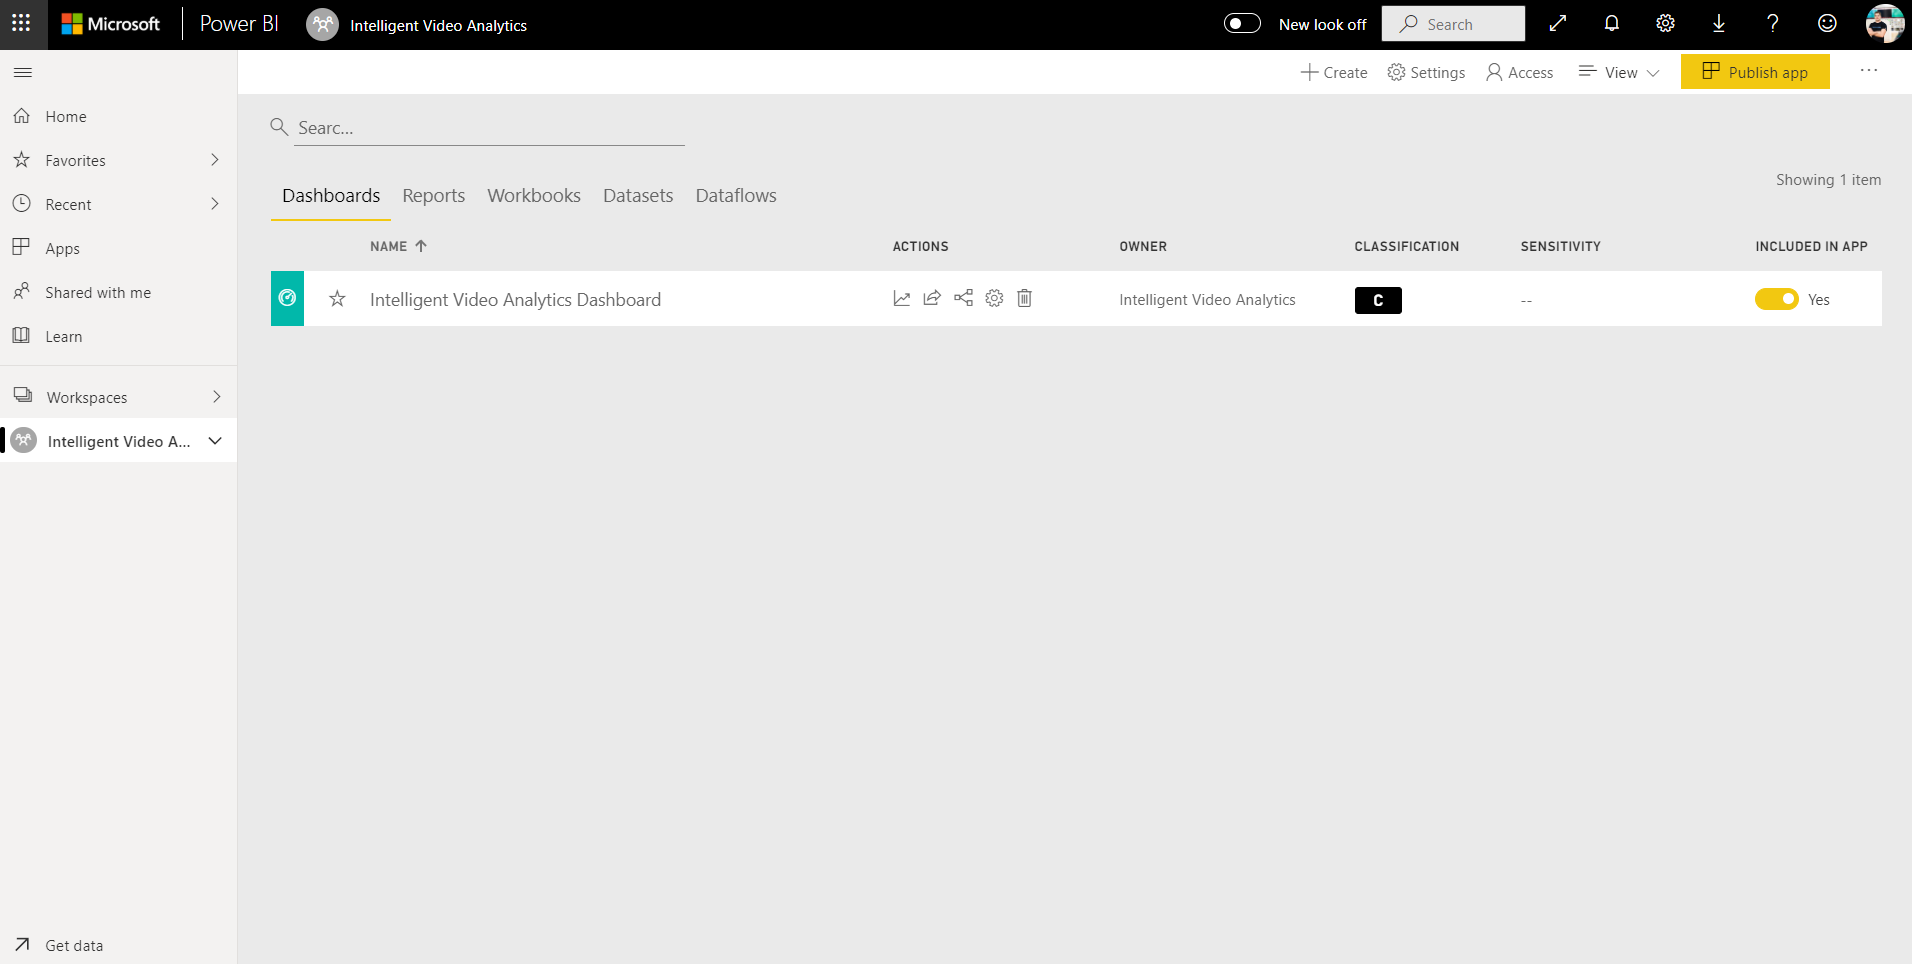 Microsoft Power BI Intelligent Video Analytics New look off Search
Create Settings Access View Publish app
Home
Favorites
Recent
Apps
Shared with me
Learn
Workspaces
Intelligent Video A...
Get data
Searc...
Showing 1 item
Dashboards Reports Workbooks Datasets Dataflows
NAME ACTIONS OWNER CLASSIFICATION SENSITIVITY INCLUDED IN APP
Intelligent Video Analytics Dashboard Intelligent Video Analytics C -- Yes